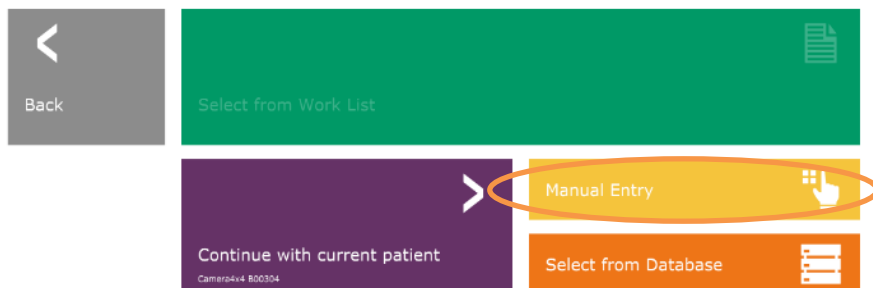 Back
Select from Work List
Manual Entry
Continue with current patient
Camera4x4 B00304
Select from Database